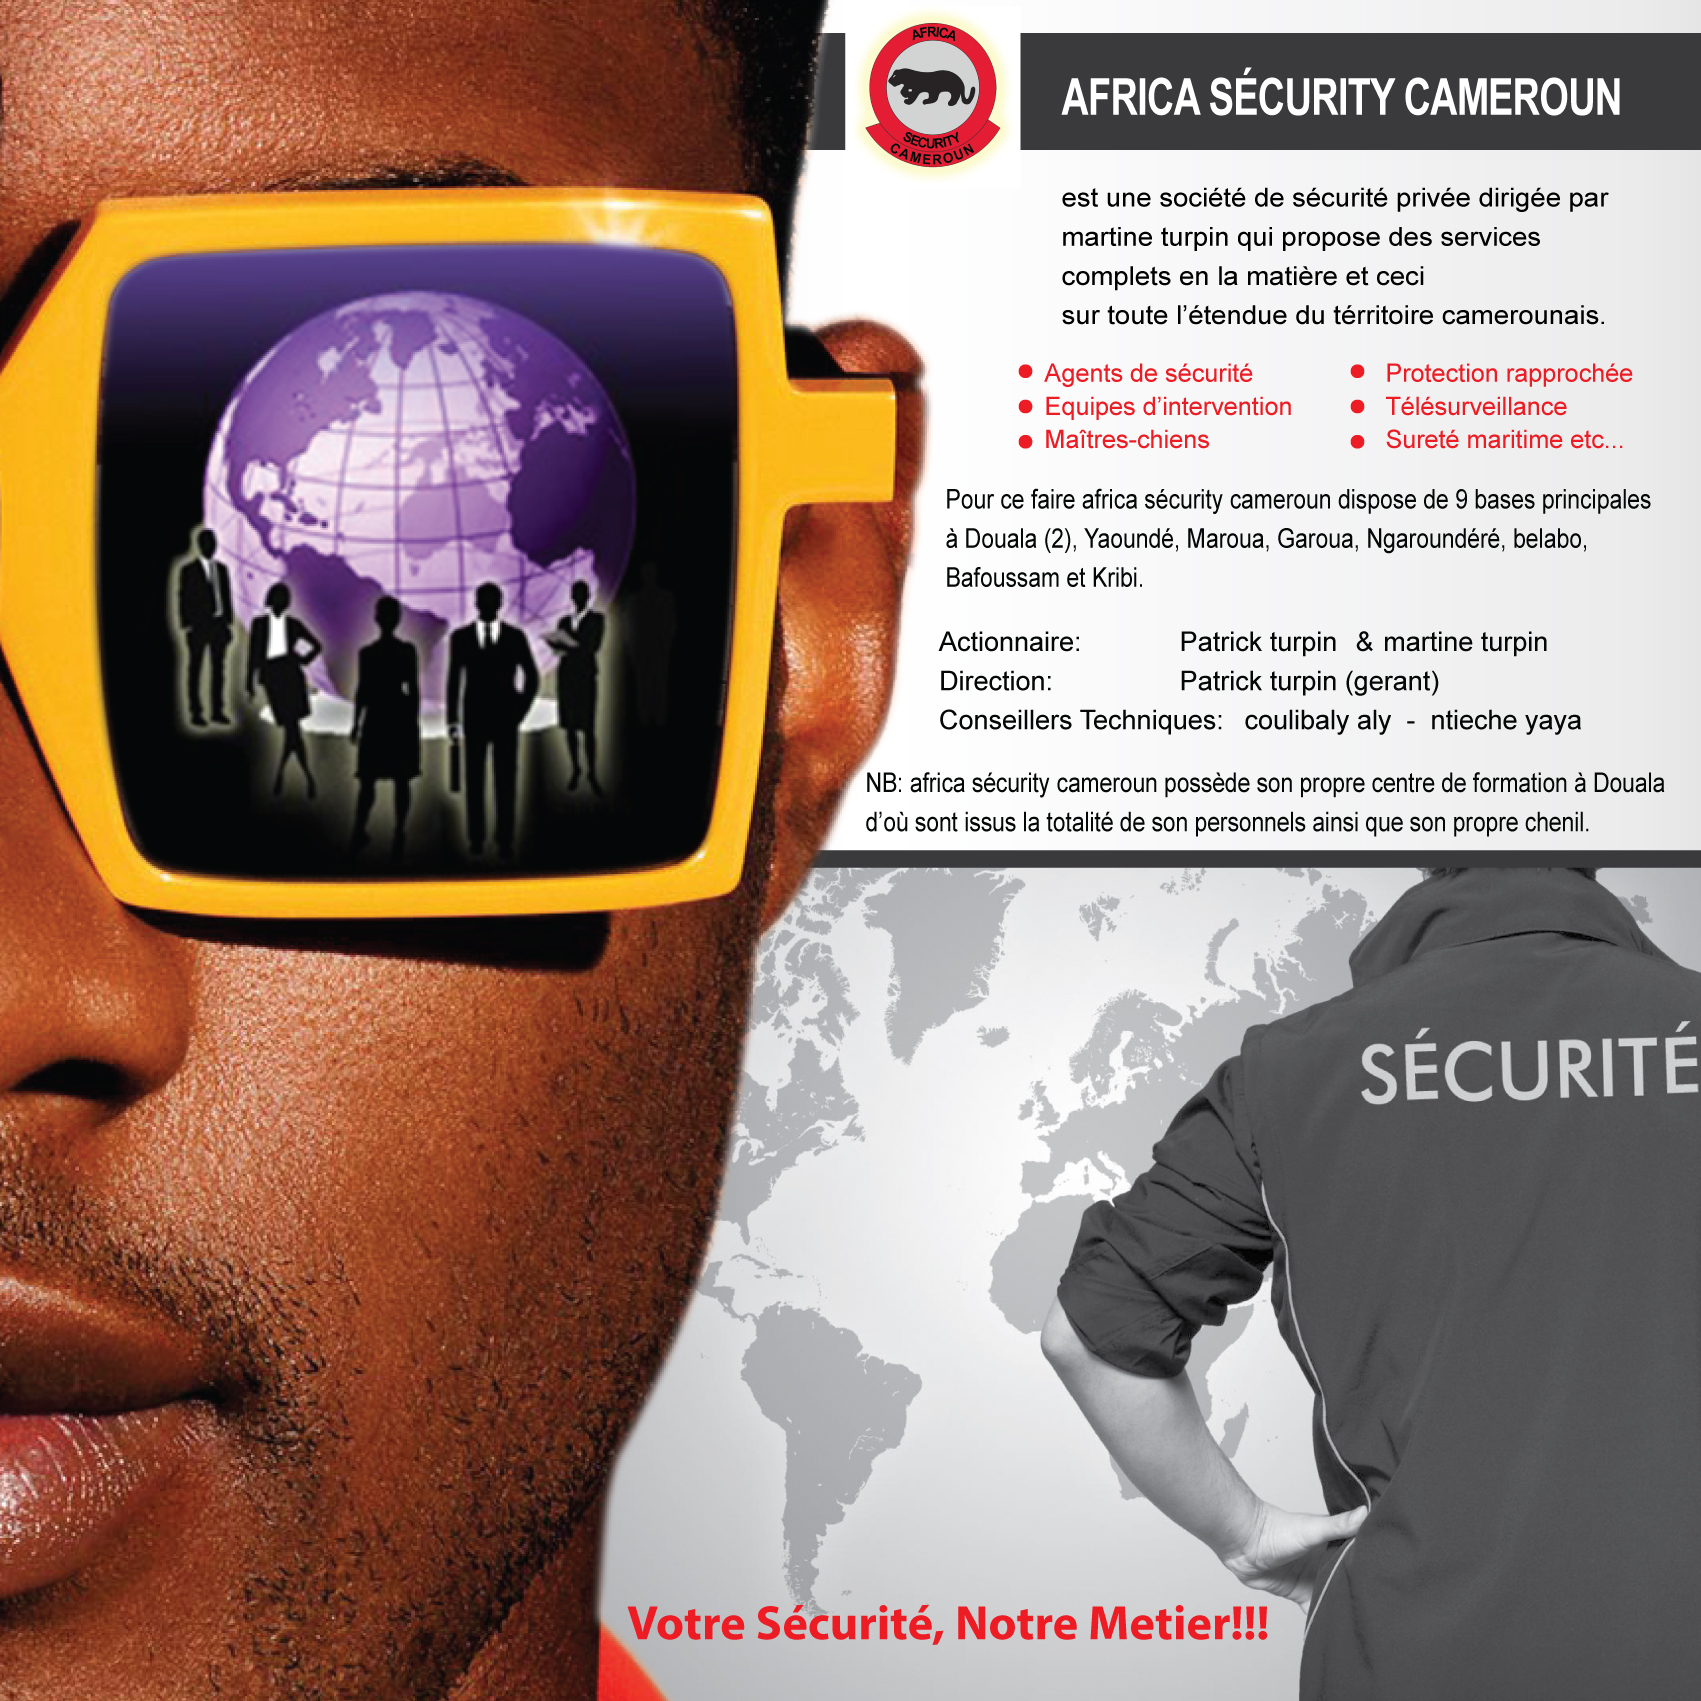 AFRICA
SECURITY
CAMEROUN
AFRICA SÉCURITY CAMEROUN
est une société de sécurité privée dirigée par
martine turpin qui propose des services
complets en la matière et ceci
sur toute l’étendue du térritoire camerounais.
• Agents de sécurité
• Equipes d’intervention
• Maîtres-chiens
• Protection rapprochée
• Télésurveillance
• Sureté maritime etc...
Pour ce faire africa sécurity cameroun dispose de 9 bases principales
à Douala (2), Yaoundé, Maroua, Garoua, Ngaroundéré, belabo,
Bafoussam et Kribi.
Actionnaire: Patrick turpin & martine turpin
Direction: Patrick turpin (gerant)
Conseillers Techniques: coulibaly aly - ntieche yaya
NB: africa sécurity cameroun possède son propre centre de formation à Douala
d’où sont issus la totalité de son personnels ainsi que son propre chenil.
SÉCURITÉ
Votre Sécurité, Notre Metier!!!